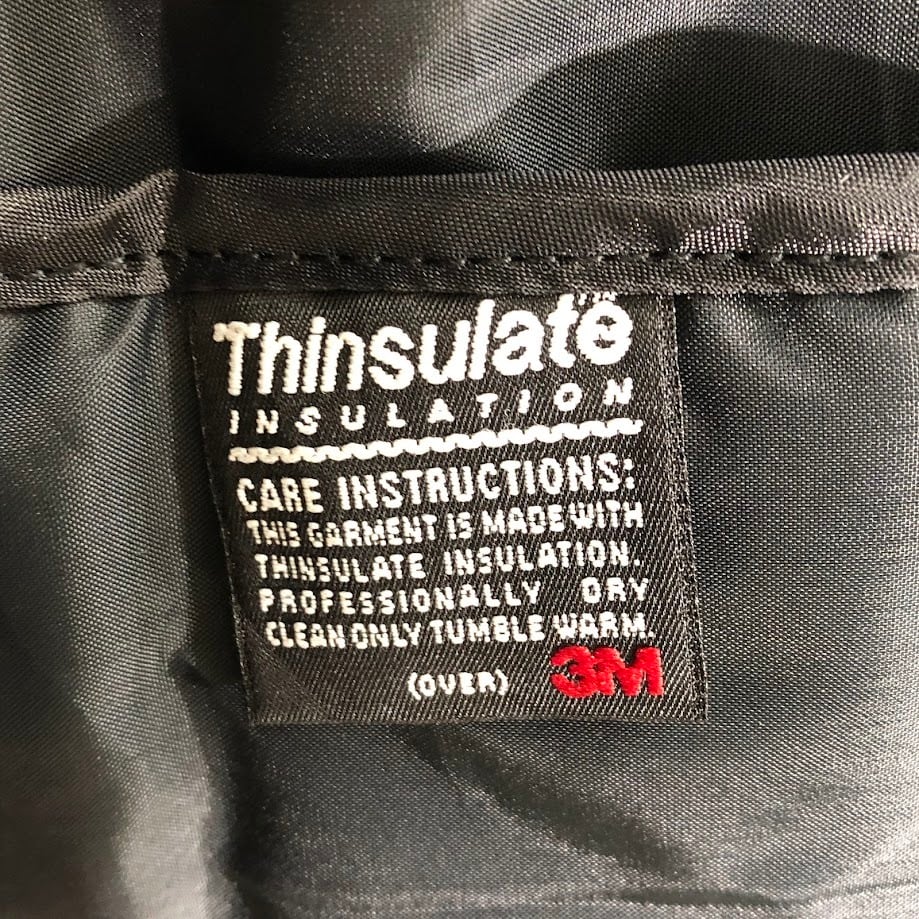 Thinsulate™
INSULATION
CARE INSTRUCTIONS:
THIS GARMENT IS MADE WITH
THINSULATE INSULATION.
PROFESSIONALLY DRY
CLEAN ONLY TUMBLE WARM.
(OVER) 3M